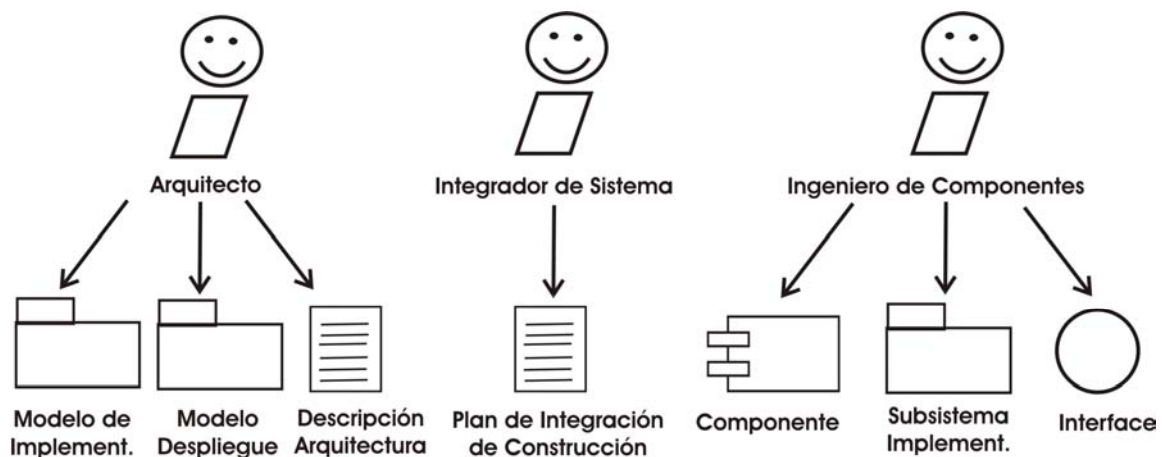 Arquitecto
Integrador de Sistema
Ingeniero de Componentes
Modelo de
Implement.
Modelo
Despliegue
Descripción
Arquitectura
Plan de Integración
de Construcción
Componente
Subsistema
Implement.
Interface